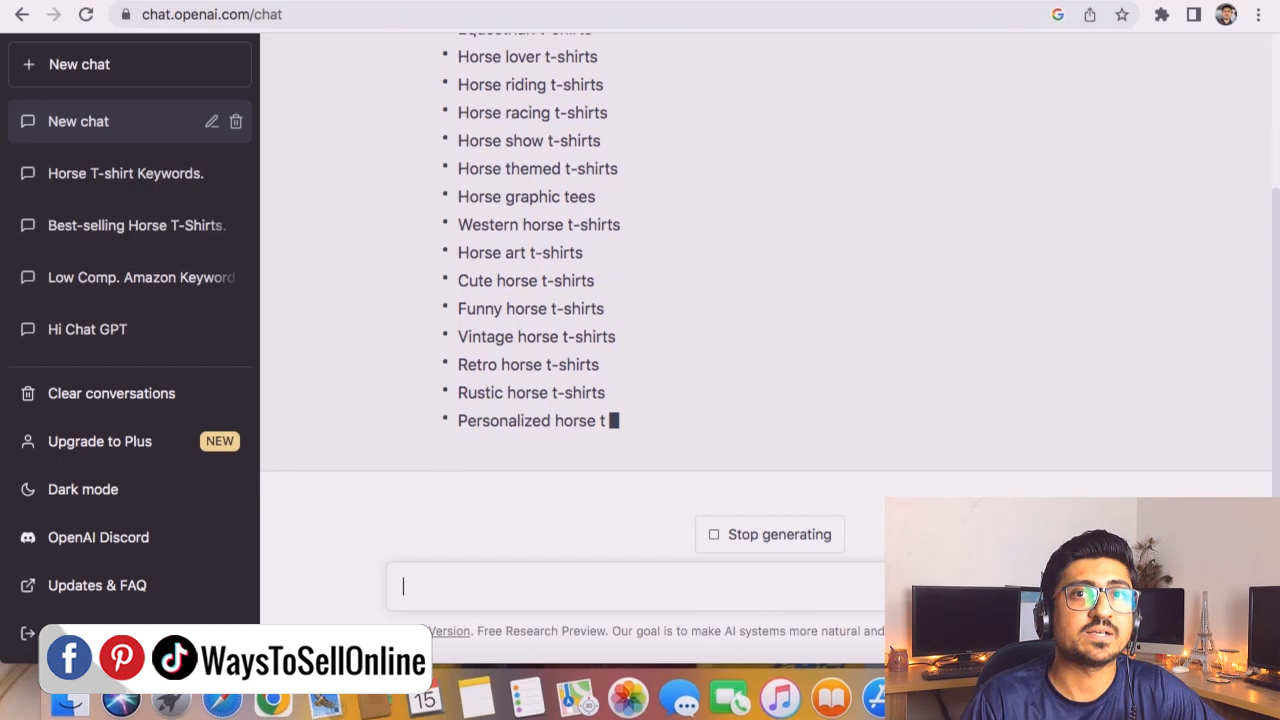 chat.openai.com/chat
New chat
New chat
Horse T-shirt Keywords.
Best-selling Horse T-Shirts.
Low Comp. Amazon Keyword
Hi Chat GPT
Clear conversations
Upgrade to Plus NEW
Dark mode
OpenAI Discord
Updates & FAQ
Equestrian t-shirts
Horse lover t-shirts
Horse riding t-shirts
Horse racing t-shirts
Horse show t-shirts
Horse themed t-shirts
Horse graphic tees
Western horse t-shirts
Horse art t-shirts
Cute horse t-shirts
Funny horse t-shirts
Vintage horse t-shirts
Retro horse t-shirts
Rustic horse t-shirts
Personalized horse t
Stop generating
Version. Free Research Preview. Our goal is to make AI systems more natural and
WaysToSellOnline
15